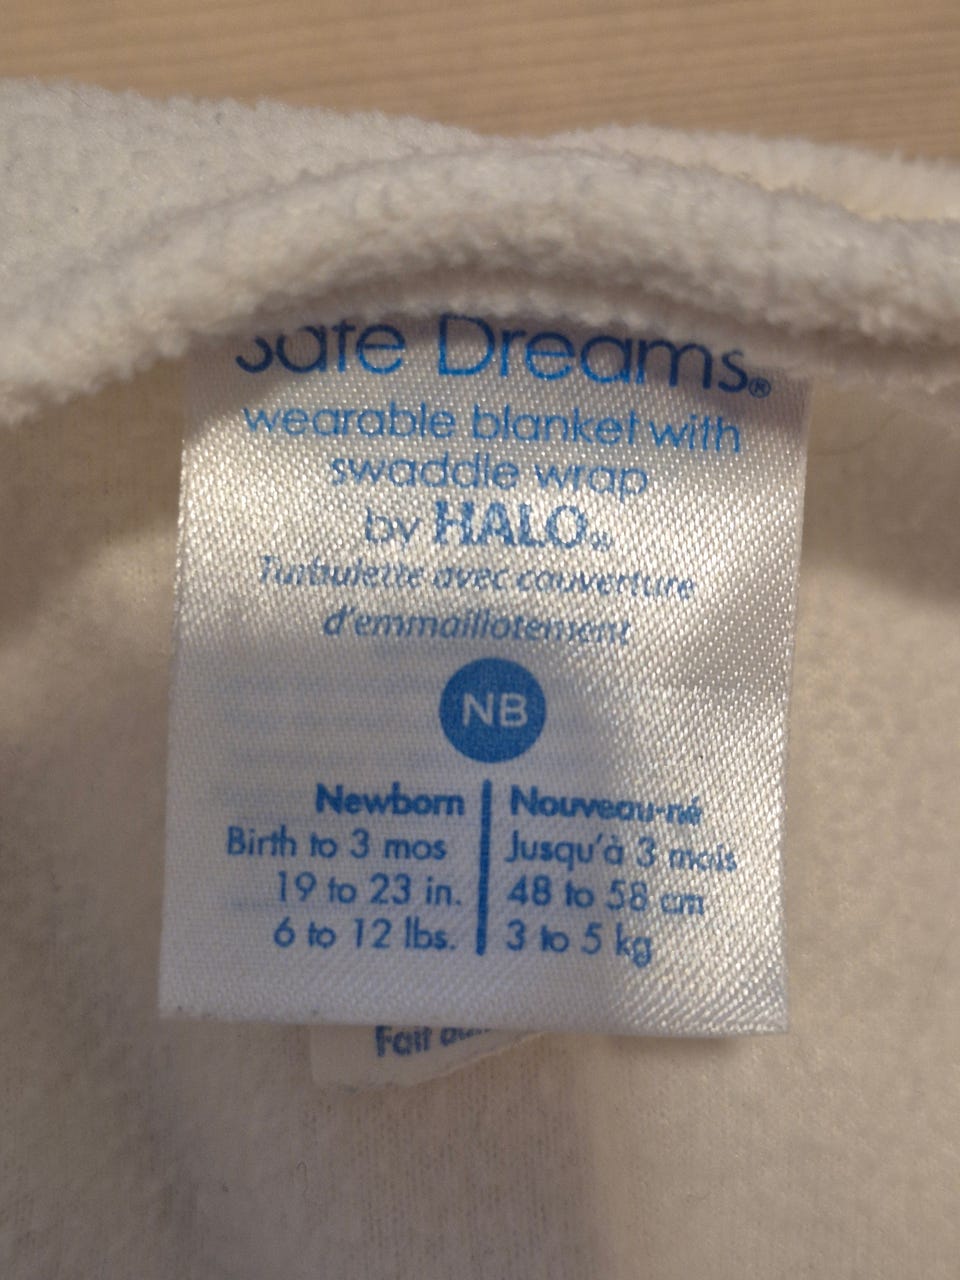 Safe Dreams®
wearable blanket with
swaddle wrap
by HALO®
Turbulette avec couverture
d'emmaillotement
NB
Newborn
Birth to 3 mos
19 to 23 in.
6 to 12 lbs.
Nouveau-né
Jusqu'à 3 mois
48 to 58 cm
3 to 5 kg
Fait